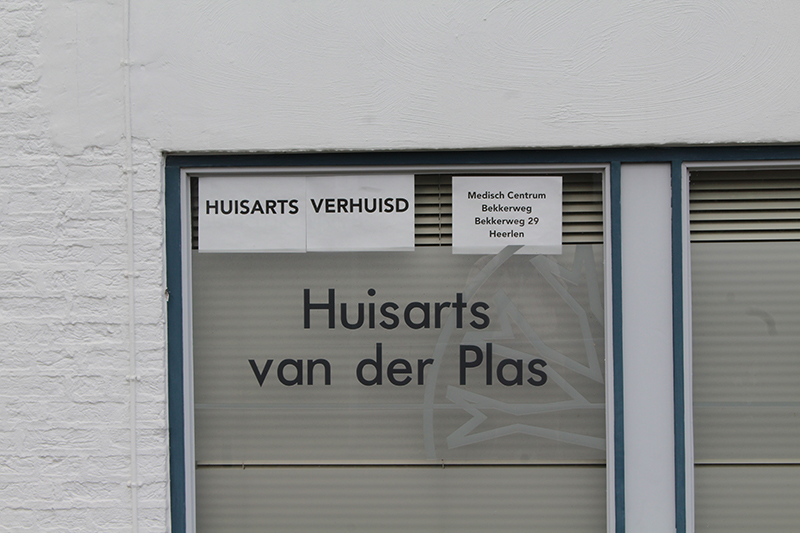 HUISARTS VERHUISD
Medisch Centrum
Bekkerweg
Bekkerweg 29
Heerlen
Huisarts
van der Plas